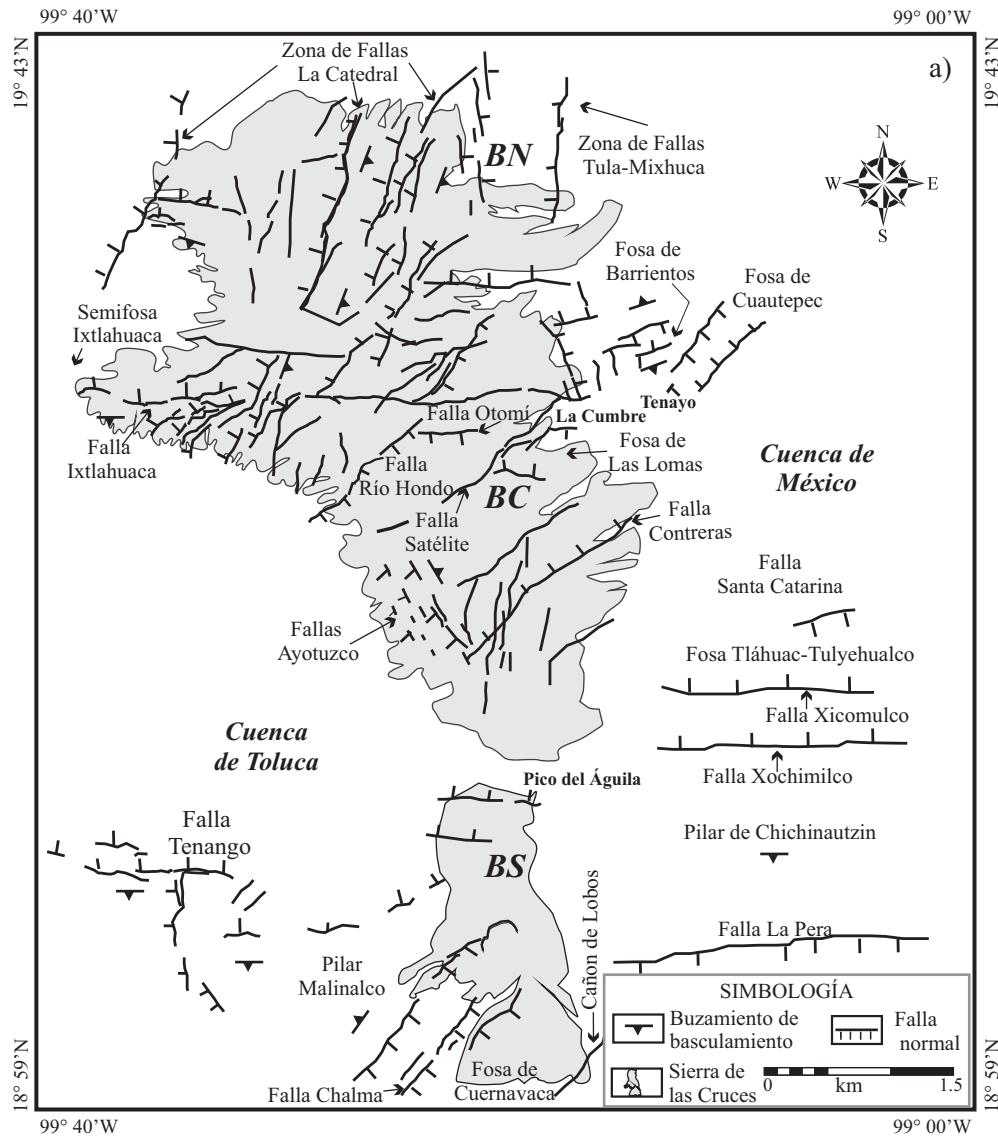 99° 40’W
99° 00’W
19° 43’N
19° 43’N
a)
Zona de Fallas
La Catedral
BN
Zona de Fallas
Tula-Mixhuca
N
W
E
S
Fosa de
Barrientos
Fosa de
Cuautepec
Semifosa
Ixtlahuaca
Falla
Ixtlahuaca
Falla Otomí
La Cumbre
Tenayo
Falla
Río Hondo
BC
Fosa de
Las Lomas
Cuenca de
México
Falla
Satélite
Falla
Contreras
Falla
Santa Catarina
Fallas
Ayotuzco
Fosa Tláhuac-Tulyehualco
Falla Xicomulco
Cuenca
de Toluca
Falla Xochimilco
Pico del Águila
Falla
Tenango
Pilar de Chichinautzin
BS
Cañon de Lobos
Falla La Pera
Pilar
Malinalco
Falla Chalma
Fosa de
Cuernavaca
SIMBOLOGÍA
Buzamiento de
basculamiento
Falla
normal
Sierra de
las Cruces
0 km 1.5
18° 59’N
18° 59’N
99° 40’W
99° 00’W